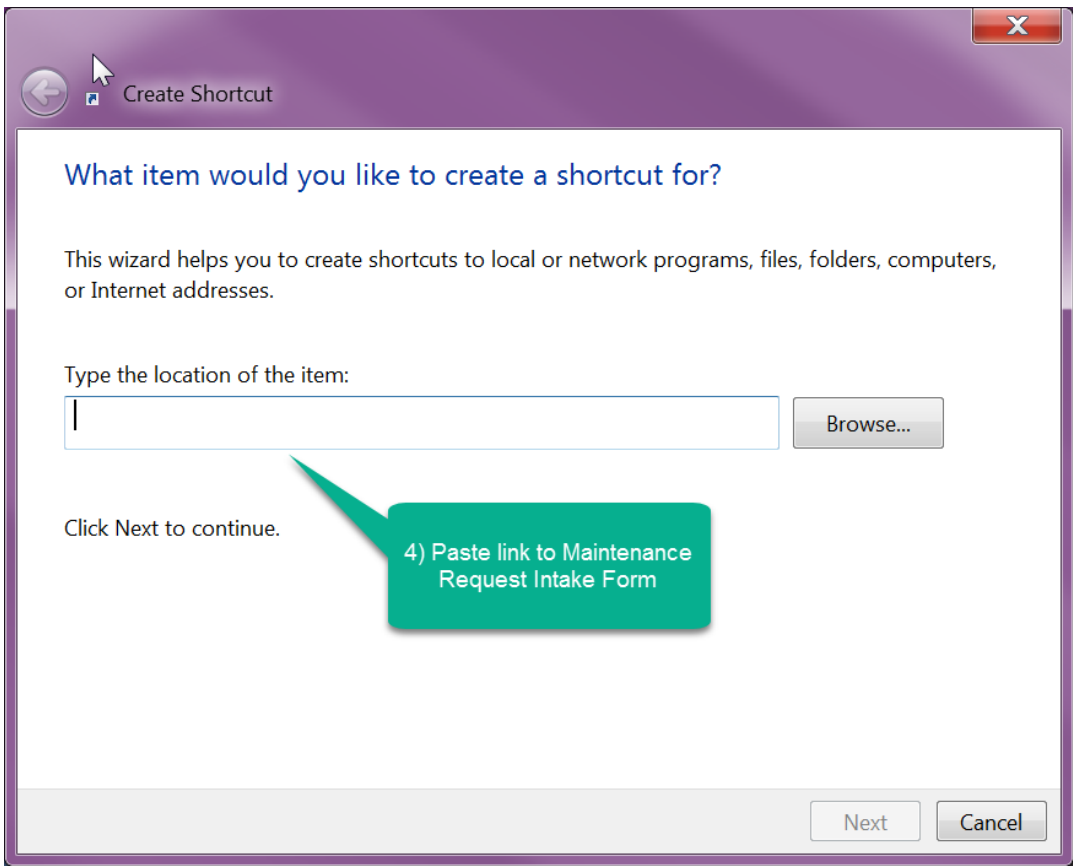 Create Shortcut
What item would you like to create a shortcut for?
This wizard helps you to create shortcuts to local or network programs, files, folders, computers,
or Internet addresses.
Type the location of the item:
Browse...
Click Next to continue.
4) Paste link to Maintenance
Request Intake Form
Next
Cancel